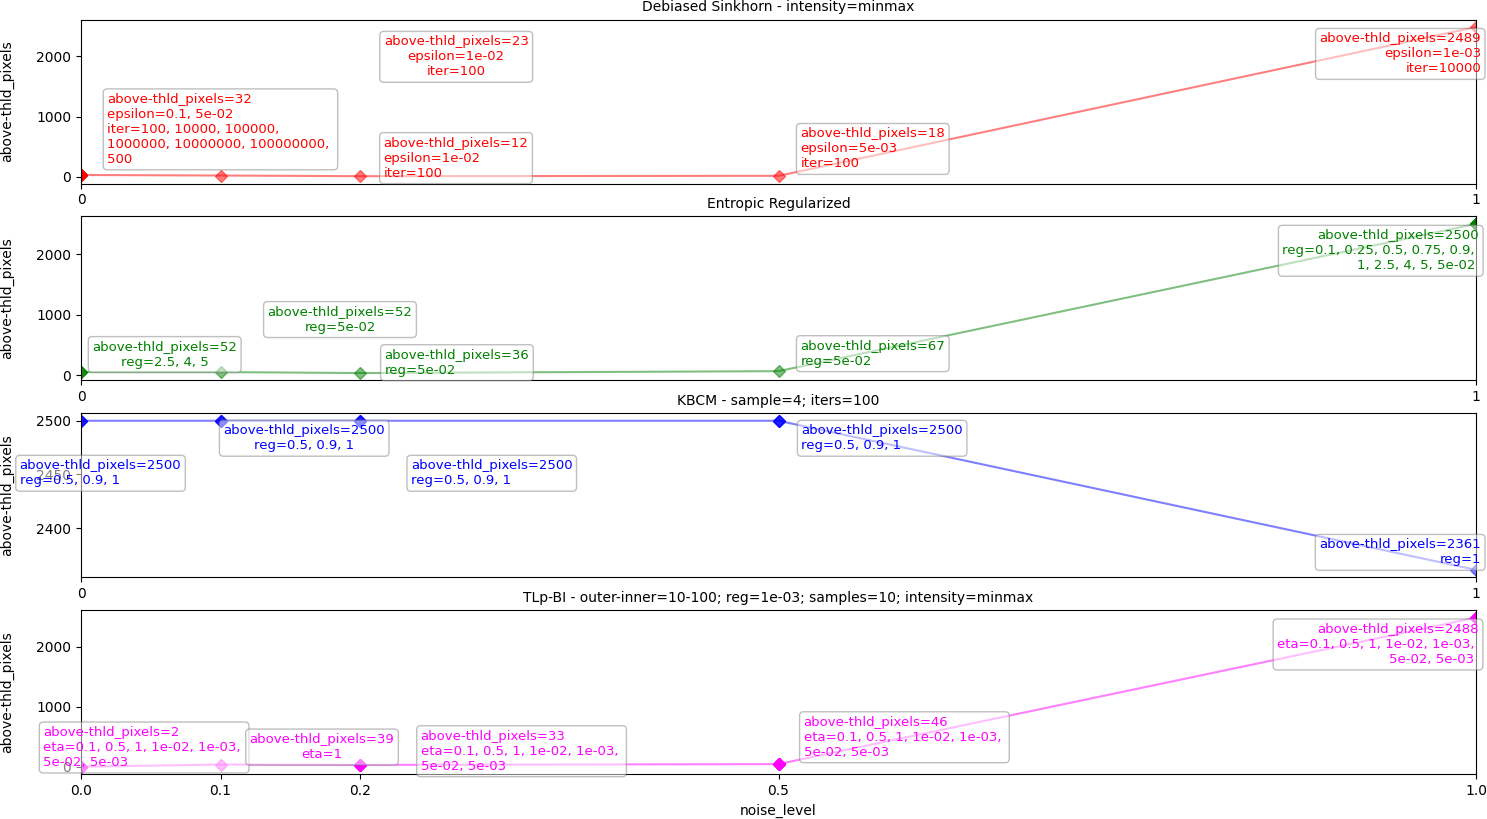 Debiased Sinkhorn - intensity=minmax
above-thld_pixels
2000
1000
0
above-thld_pixels=32
epsilon=0.1, 5e-02
iter=100, 10000, 100000,
1000000, 10000000, 100000000,
500
above-thld_pixels=23
epsilon=1e-02
iter=100
above-thld_pixels=12
epsilon=1e-02
iter=100
above-thld_pixels=18
epsilon=5e-03
iter=100
above-thld_pixels=2489
epsilon=1e-03
iter=10000
0
1
Entropic Regularized
above-thld_pixels
2000
1000
0
above-thld_pixels=52
reg=2.5, 4, 5
above-thld_pixels=52
reg=5e-02
above-thld_pixels=36
reg=5e-02
above-thld_pixels=67
reg=5e-02
above-thld_pixels=2500
reg=0.1, 0.25, 0.5, 0.75, 0.9,
1, 2.5, 4, 5, 5e-02
0
1
KBCM - sample=4; iters=100
above-thld_pixels
2500
2450
2400
above-thld_pixels=2500
reg=0.5, 0.9, 1
above-thld_pixels=2500
reg=0.5, 0.9, 1
above-thld_pixels=2500
reg=0.5, 0.9, 1
above-thld_pixels=2500
reg=0.5, 0.9, 1
above-thld_pixels=2361
reg=1
0
1
TLp-BI - outer-inner=10-100; reg=1e-03; samples=10; intensity=minmax
above-thld_pixels
2000
1000
0
above-thld_pixels=2
eta=0.1, 0.5, 1, 1e-02, 1e-03,
5e-02, 5e-03
above-thld_pixels=39
eta=1
above-thld_pixels=33
eta=0.1, 0.5, 1, 1e-02, 1e-03,
5e-02, 5e-03
above-thld_pixels=46
eta=0.1, 0.5, 1, 1e-02, 1e-03,
5e-02, 5e-03
above-thld_pixels=2488
eta=0.1, 0.5, 1, 1e-02, 1e-03,
5e-02, 5e-03
0.0
0.1
0.2
0.5
1.0
noise_level